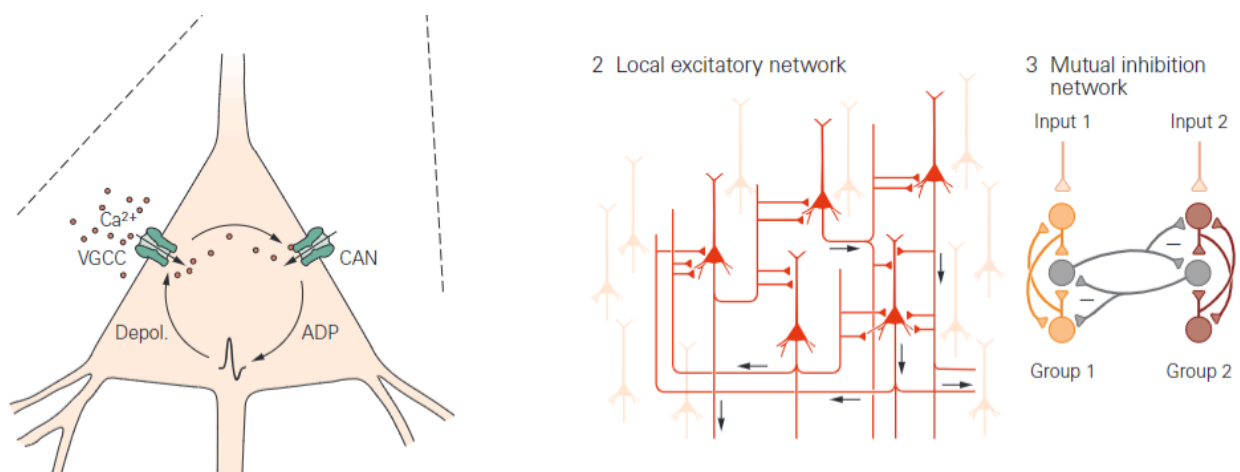 Ca²⁺
VGCC
CAN
Depol.
ADP
2 Local excitatory network
3 Mutual inhibition
network
Input 1
Input 2
−
−
Group 1
Group 2